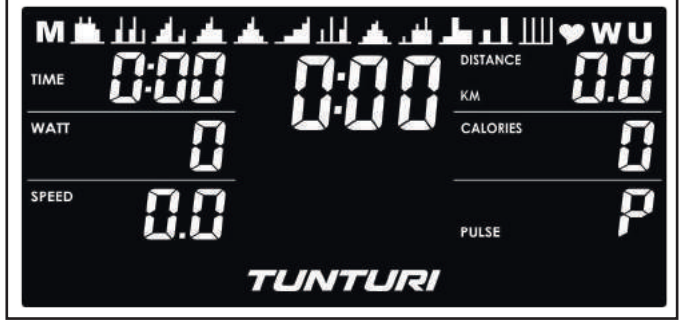 M ♥ W U
TIME 0:00
0:00
DISTANCE
KM 0.0
WATT 0
CALORIES 0
SPEED 0.0
PULSE P
TUNTURI